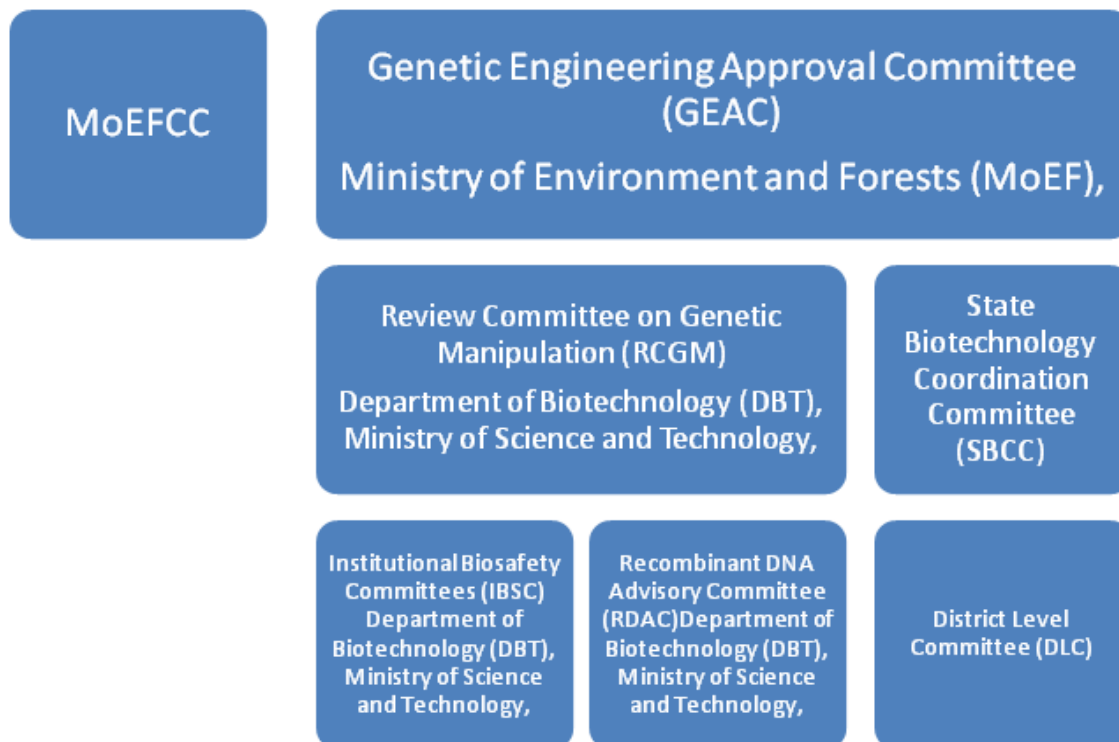 MoEFCC
Genetic Engineering Approval Committee
(GEAC)
Ministry of Environment and Forests (MoEF),
Review Committee on Genetic
Manipulation (RCGM)
Department of Biotechnology (DBT),
Ministry of Science and Technology,
State
Biotechnology
Coordination
Committee
(SBCC)
Institutional Biosafety
Committees (IBSC)
Department of
Biotechnology (DBT),
Ministry of Science
and Technology,
Recombinant DNA
Advisory Committee
(RDAC)Department of
Biotechnology (DBT),
Ministry of Science
and Technology,
District Level
Committee (DLC)